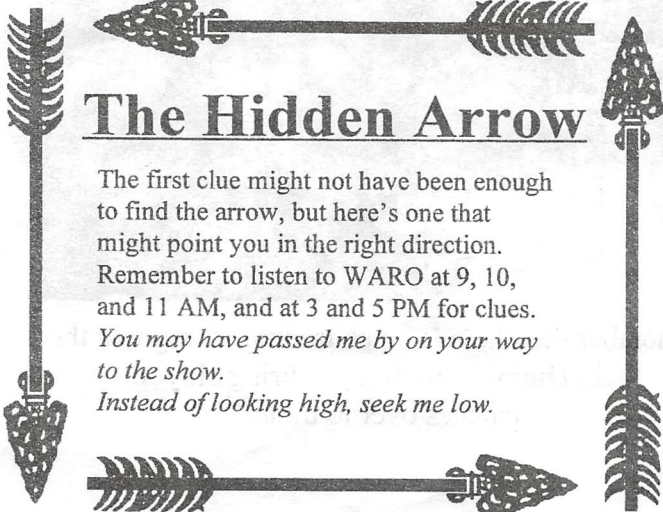 The Hidden Arrow
The first clue might not have been enough
to find the arrow, but here's one that
might point you in the right direction.
Remember to listen to WARO at 9, 10,
and 11 AM, and at 3 and 5 PM for clues.
You may have passed me by on your way
to the show.
Instead of looking high, seek me low.